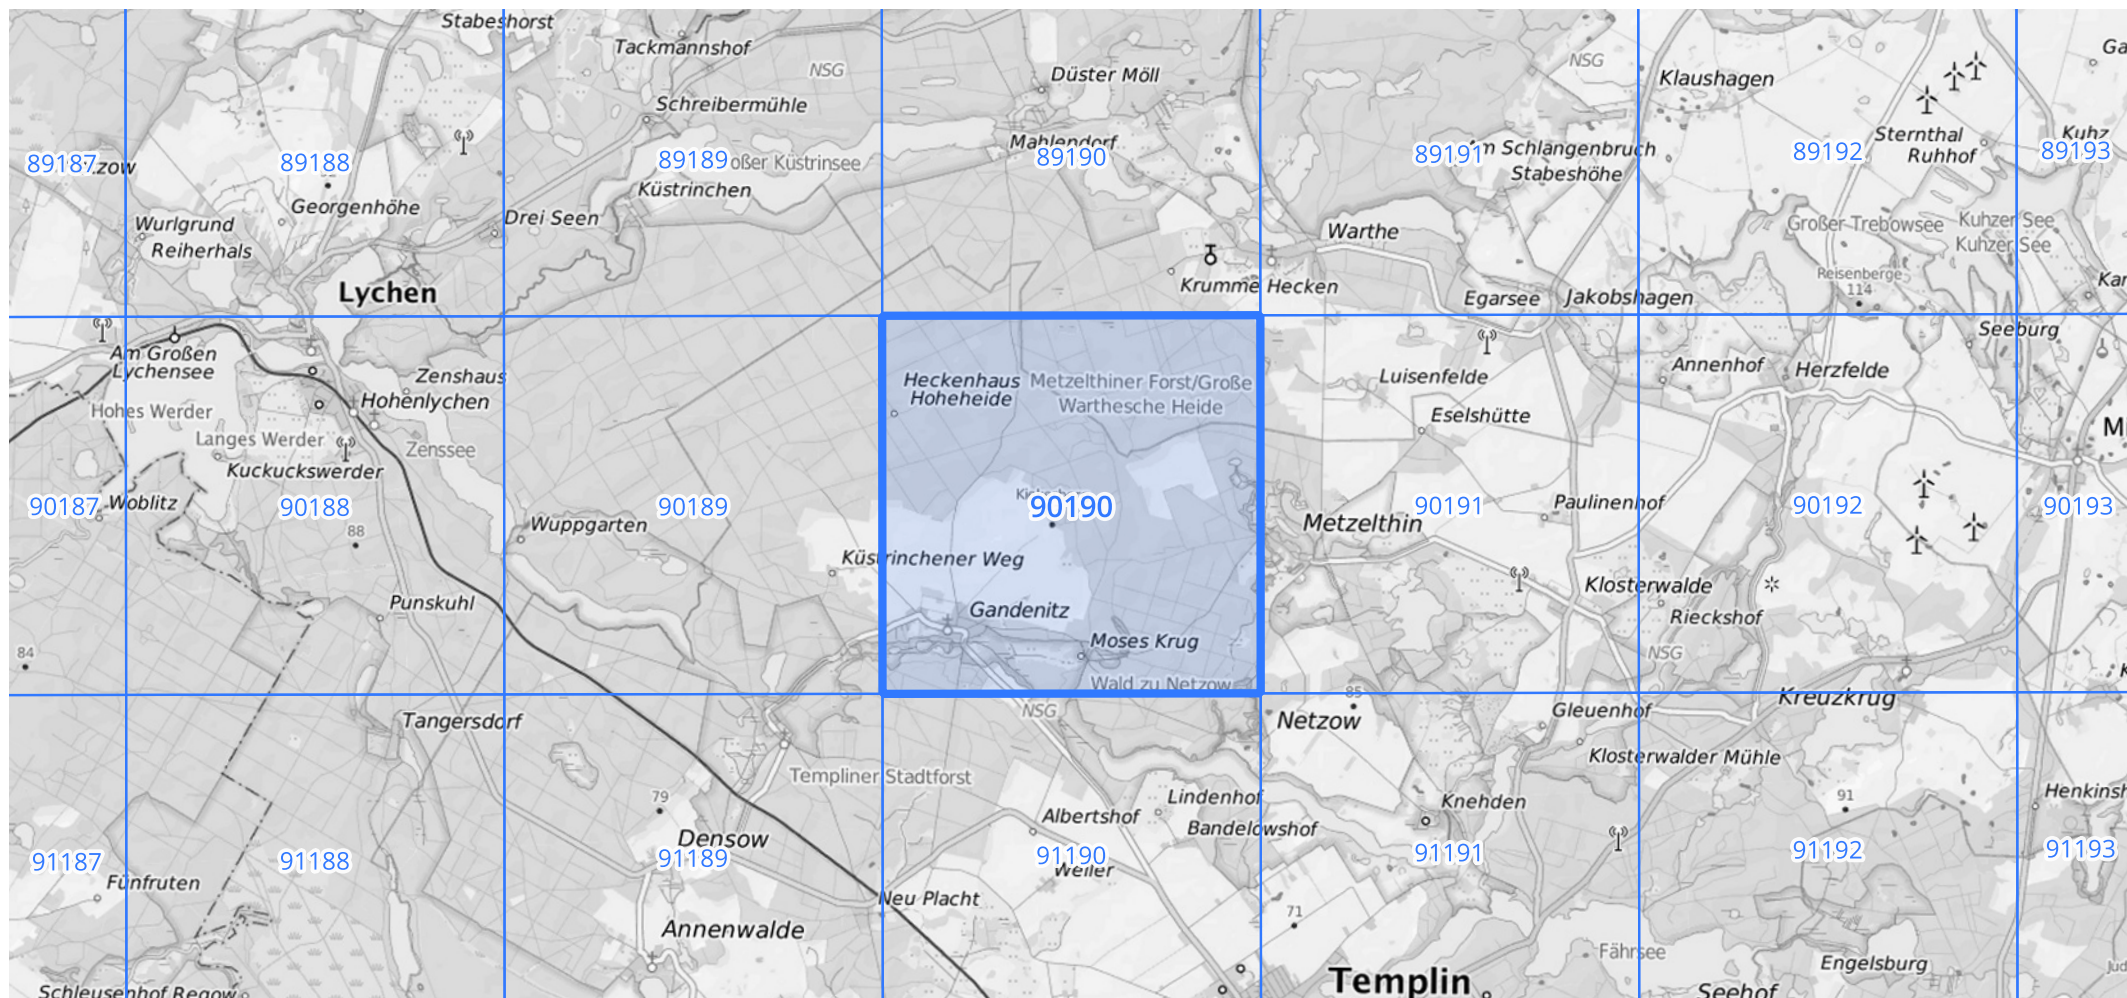 Stabeshorst
Tackmannshof
NSG
Düster Möll
NSG
Klaushagen
Schreibermühle
Mahlendorf
Sternthal
Ruhhof
Kuhz
89187
zow
89188
89189
oßer Küstrinsee
89190
89191
m Schlangenbruch
Stabeshöhe
89192
89193
Küstrinchen
Georgenhöhe
Drei Seen
Wurlgrund
Reiherhals
Warthe
Großer Trebowsee
Kuhzer See
Kuhzer See
Reisenberge
114
Lychen
Krumme Hecken
Egarsee
Jakobshagen
Seeburg
Am Großen
Lychensee
Zenshaus
Hohenlychen
Heckenhaus
Hoheheide
Metzelthiner Forst/Große
Warthesche Heide
Luisenfelde
Annenhof
Herzfelde
Hohes Werder
Langes Werder
Zenssee
Eselshütte
Kuckuckswerder
Woblitz
90187
90188
90189
90190
90191
Paulinenhof
90192
90193
88
Wuppgarten
Metzelthin
Küstrinchener Weg
Klosterwalde
Rieckshof
Punskuhl
Gandenitz
Moses Krug
NSG
84
Wald zu Netzow
85
Kreuzkrug
Tangersdorf
NSG
Netzow
Gleuenhof
Klosterwalder Mühle
Templiner Stadtforst
79
Lindenhof
Knehden
91
Albertshof
Bandelowshof
Densow
91187
91188
91189
91190
91191
91192
91193
Weiler
Fünfruten
Neu Placht
71
Annenwalde
Fährsee
Engelsburg
Templin
Seehof
Schleusenhof Regow